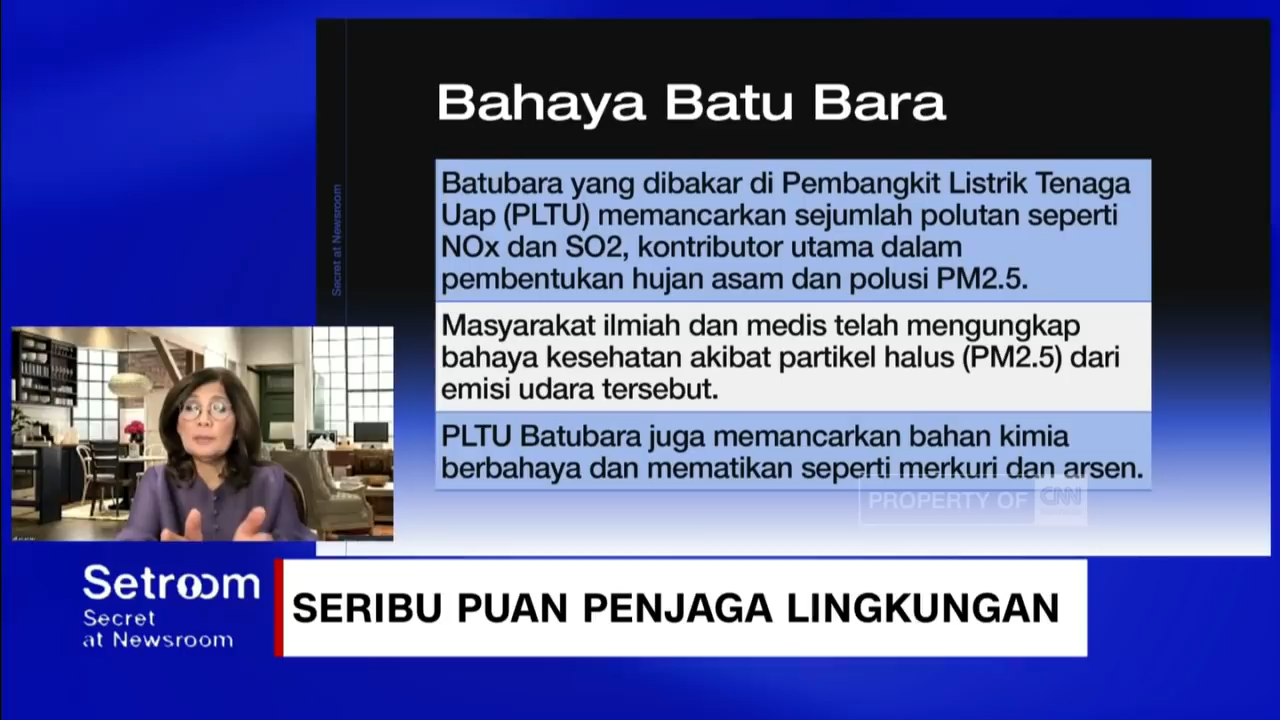 Bahaya Batu Bara
Batubara yang dibakar di Pembangkit Listrik Tenaga
Uap (PLTU) memancarkan sejumlah polutan seperti
NOx dan SO2, kontributor utama dalam
pembentukan hujan asam dan polusi PM2.5.
Masyarakat ilmiah dan medis telah mengungkap
bahaya kesehatan akibat partikel halus (PM2.5) dari
emisi udara tersebut.
PLTU Batubara juga memancarkan bahan kimia
berbahaya dan mematikan seperti merkuri dan arsen.
PROPERTY OF CNN
Secret at Newsroom
Setroom
Secret
at Newsroom
SERIBU PUAN PENJAGA LINGKUNGAN